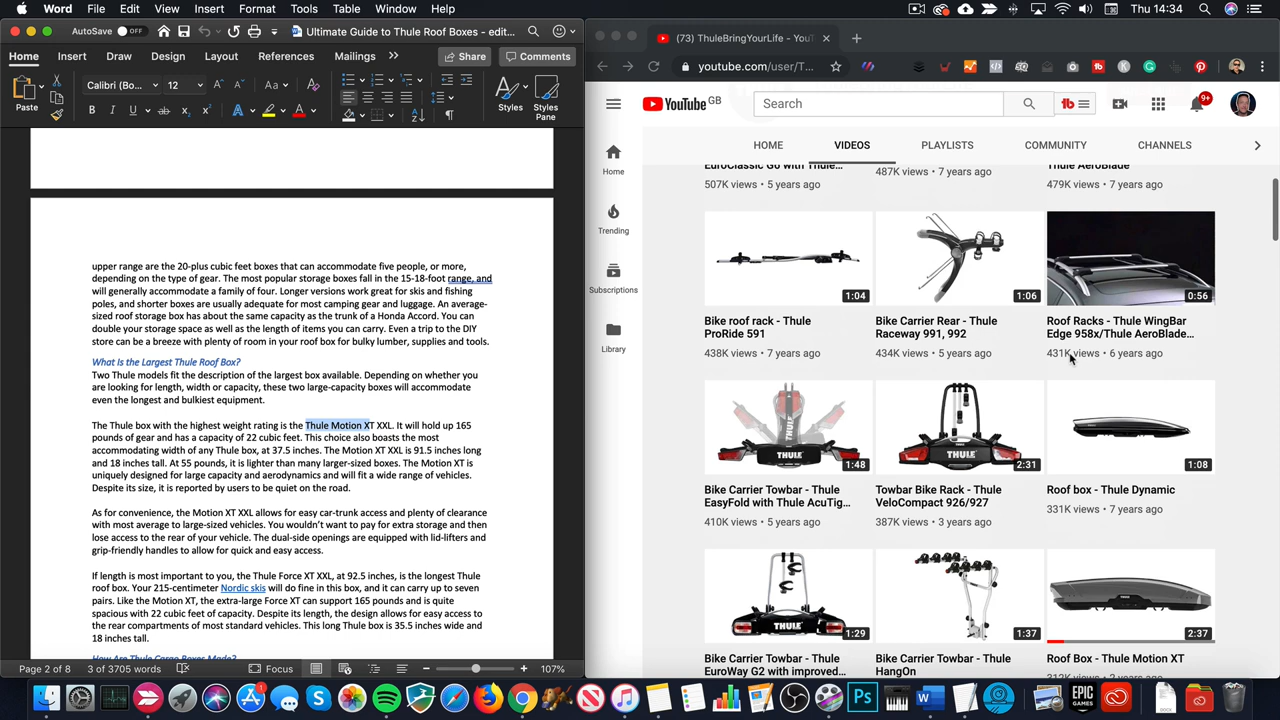 Word File Edit View Insert Format Tools Table Window Help Thu 14:34
AutoSave OFF Ultimate Guide to Thule Roof Boxes - edit...
Home Insert Draw Design Layout References Mailings >> Share Comments
Paste Calibri (Bo... 12 Styles Styles Pane
upper range are the 20-plus cubic feet boxes that can accommodate five people, or more,
depending on the type of gear. The most popular storage boxes fall in the 15-18-foot range, and
will generally accommodate a family of four. Longer versions work great for skis and fishing
poles, and shorter boxes are usually adequate for most camping gear and luggage. An average-
sized roof storage box has about the same capacity as the trunk of a Honda Accord. You can
double your storage space as well as the length of items you can carry. Even a trip to the DIY
store can be a breeze with plenty of room in your roof box for bulky lumber, supplies and tools.
What Is the Largest Thule Roof Box?
Two Thule models fit the description of the largest box available. Depending on whether you
are looking for length, width or capacity, these two large-capacity boxes will accommodate
even the longest and bulkiest equipment.
The Thule box with the highest weight rating is the Thule Motion XT XXL. It will hold up 165
pounds of gear and has a capacity of 22 cubic feet. This choice also boasts the most
accommodating width of any Thule box, at 37.5 inches. The Motion XT XXL is 91.5 inches long
and 18 inches tall. At 55 pounds, it is lighter than many larger-sized boxes. The Motion XT is
uniquely designed for large capacity and aerodynamics and will fit a wide range of vehicles.
Despite its size, it is reported by users to be quiet on the road.
As for convenience, the Motion XT XXL allows for easy car-trunk access and plenty of clearance
with most average to large-sized vehicles. You wouldn't want to pay for extra storage and then
lose access to the rear of your vehicle. The dual-side openings are equipped with lid-lifters and
grip-friendly handles to allow for quick and easy access.
If length is most important to you, the Thule Force XT XXL, at 92.5 inches, is the longest Thule
roof box. Your 215-centimeter Nordic skis will do fine in this box, and it can carry up to seven
pairs. Like the Motion XT, the extra-large Force XT can support 165 pounds and is quite
spacious with 22 cubic feet of capacity. Despite its length, the design allows for easy access to
the rear compartments of most standard vehicles. This long Thule box is 35.5 inches wide and
18 inches tall.
How Are Thule Cargo Boxes Made?
Page 2 of 8 3 of 3705 words Focus 107%
(73) ThuleBringYourLife - YouT
youtube.com/user/T...
YouTube GB Search tb 9+
HOME VIDEOS PLAYLISTS COMMUNITY CHANNELS
Home
Trending
Subscriptions
Library
EuroClassic G6 with Thule... Thule AeroBlade
507K views • 5 years ago 487K views • 7 years ago 479K views • 7 years ago
1:04 1:06 0:56
Bike roof rack - Thule Bike Carrier Rear - Thule Roof Racks - Thule WingBar
ProRide 591 Raceway 991, 992 Edge 958x/Thule AeroBlade...
438K views • 7 years ago 434K views • 5 years ago 431K views • 6 years ago
THULE 1:48 THULE 2:31 1:08
Bike Carrier Towbar - Thule Towbar Bike Rack - Thule Roof box - Thule Dynamic
EasyFold with Thule AcuTig... VeloCompact 926/927
410K views • 5 years ago 387K views • 3 years ago 331K views • 7 years ago
THULE 1:29 1:37 2:37
Bike Carrier Towbar - Thule Bike Carrier Towbar - Thule Roof Box - Thule Motion XT
EuroWay G2 with improved HangOn 312K views • 4 years ago